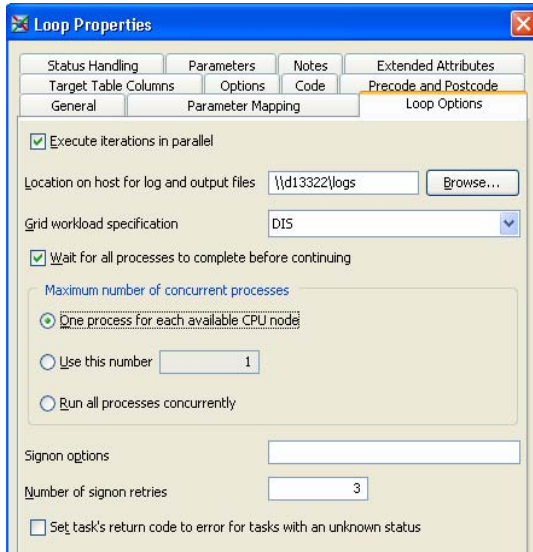 Loop Properties
Status Handling Parameters Notes Extended Attributes
Target Table Columns Options Code Precode and Postcode
General Parameter Mapping Loop Options
Execute iterations in parallel
Location on host for log and output files \\d13322\logs Browse...
Grid workload specification DIS
Wait for all processes to complete before continuing
Maximum number of concurrent processes
One process for each available CPU node
Use this number 1
Run all processes concurrently
Signon options
Number of signon retries 3
Set task's return code to error for tasks with an unknown status